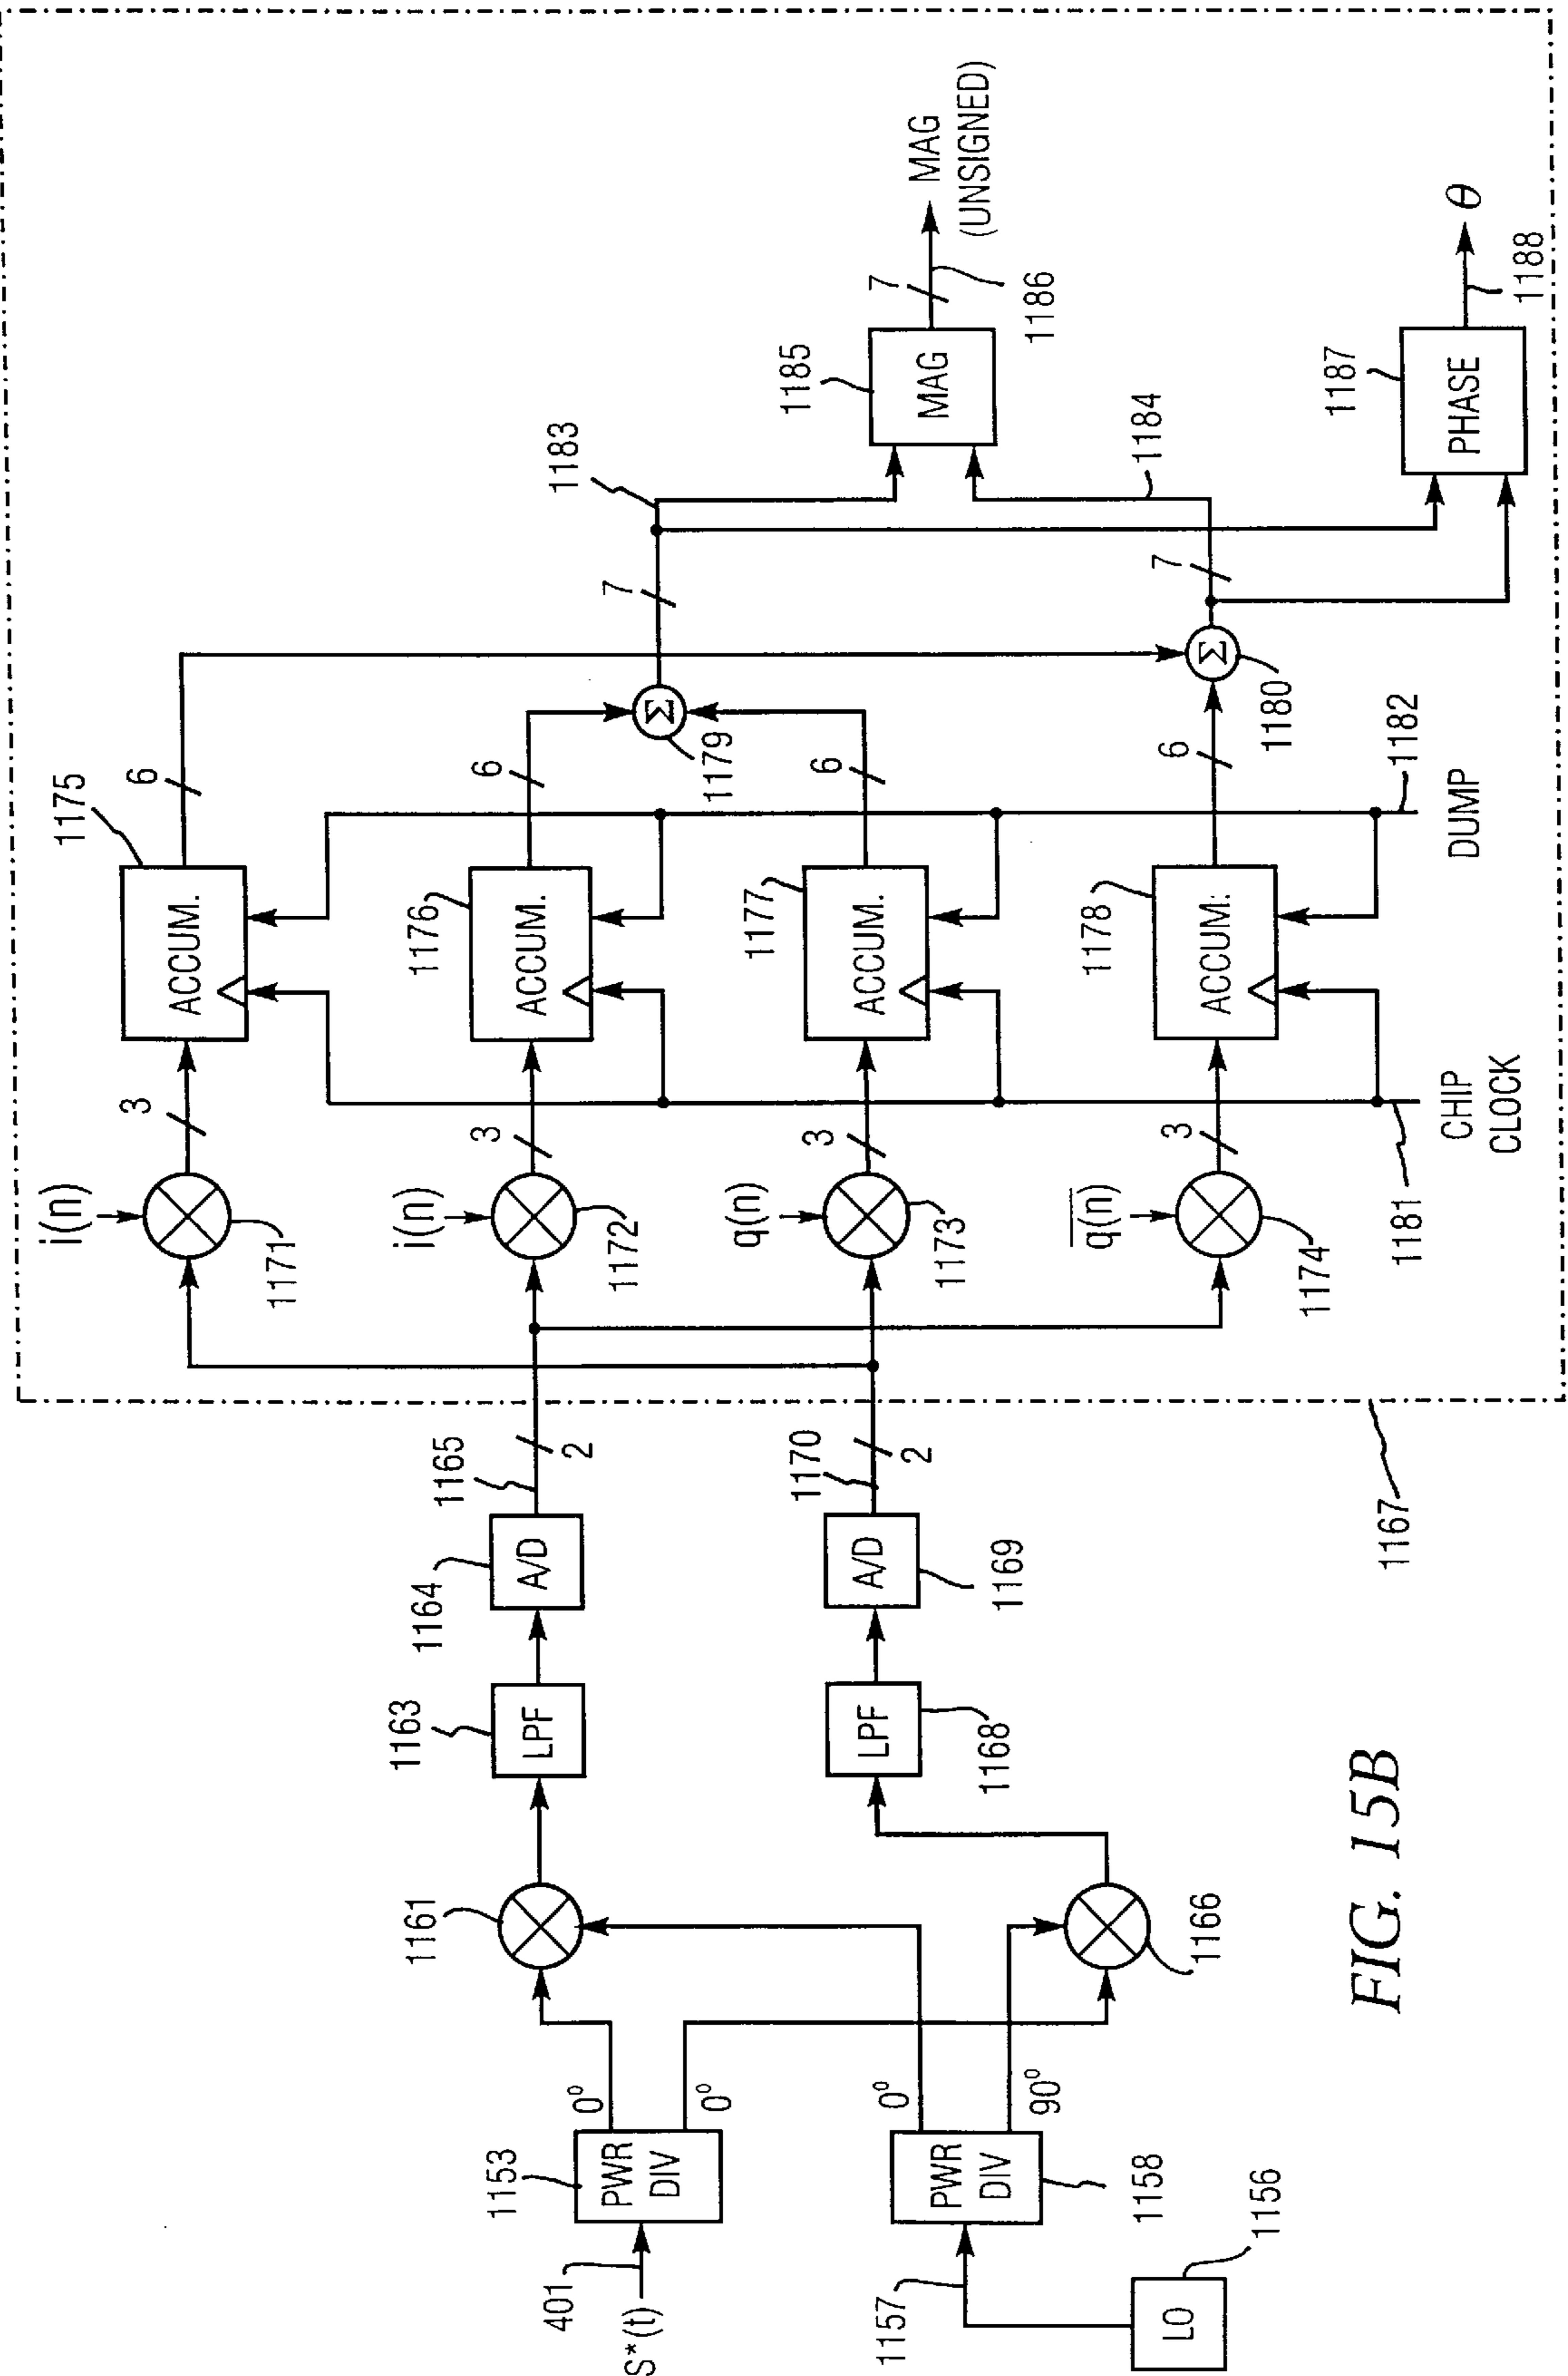 1175
6
3
i(n)
1171
ACCUM.
1176
6
3
i(n)
1172
ACCUM.
Σ
1179
7
1183
1185
MAG
7
1186
MAG
(UNSIGNED)
1165
2
1164
A/D
1163
LPF
1161
1177
6
3
q(n)
1173
ACCUM.
1170
2
A/D
1169
LPF
1168
1178
6
3
q(n)
1174
ACCUM.
Σ
1180
7
1184
1187
PHASE
θ
1188
1182
DUMP
1181
CHIP
CLOCK
1167
1166
1153
PWR
DIV
0°
0°
401
S*(t)
PWR
DIV
0°
90°
1158
1157
LO
1156
FIG. 15B